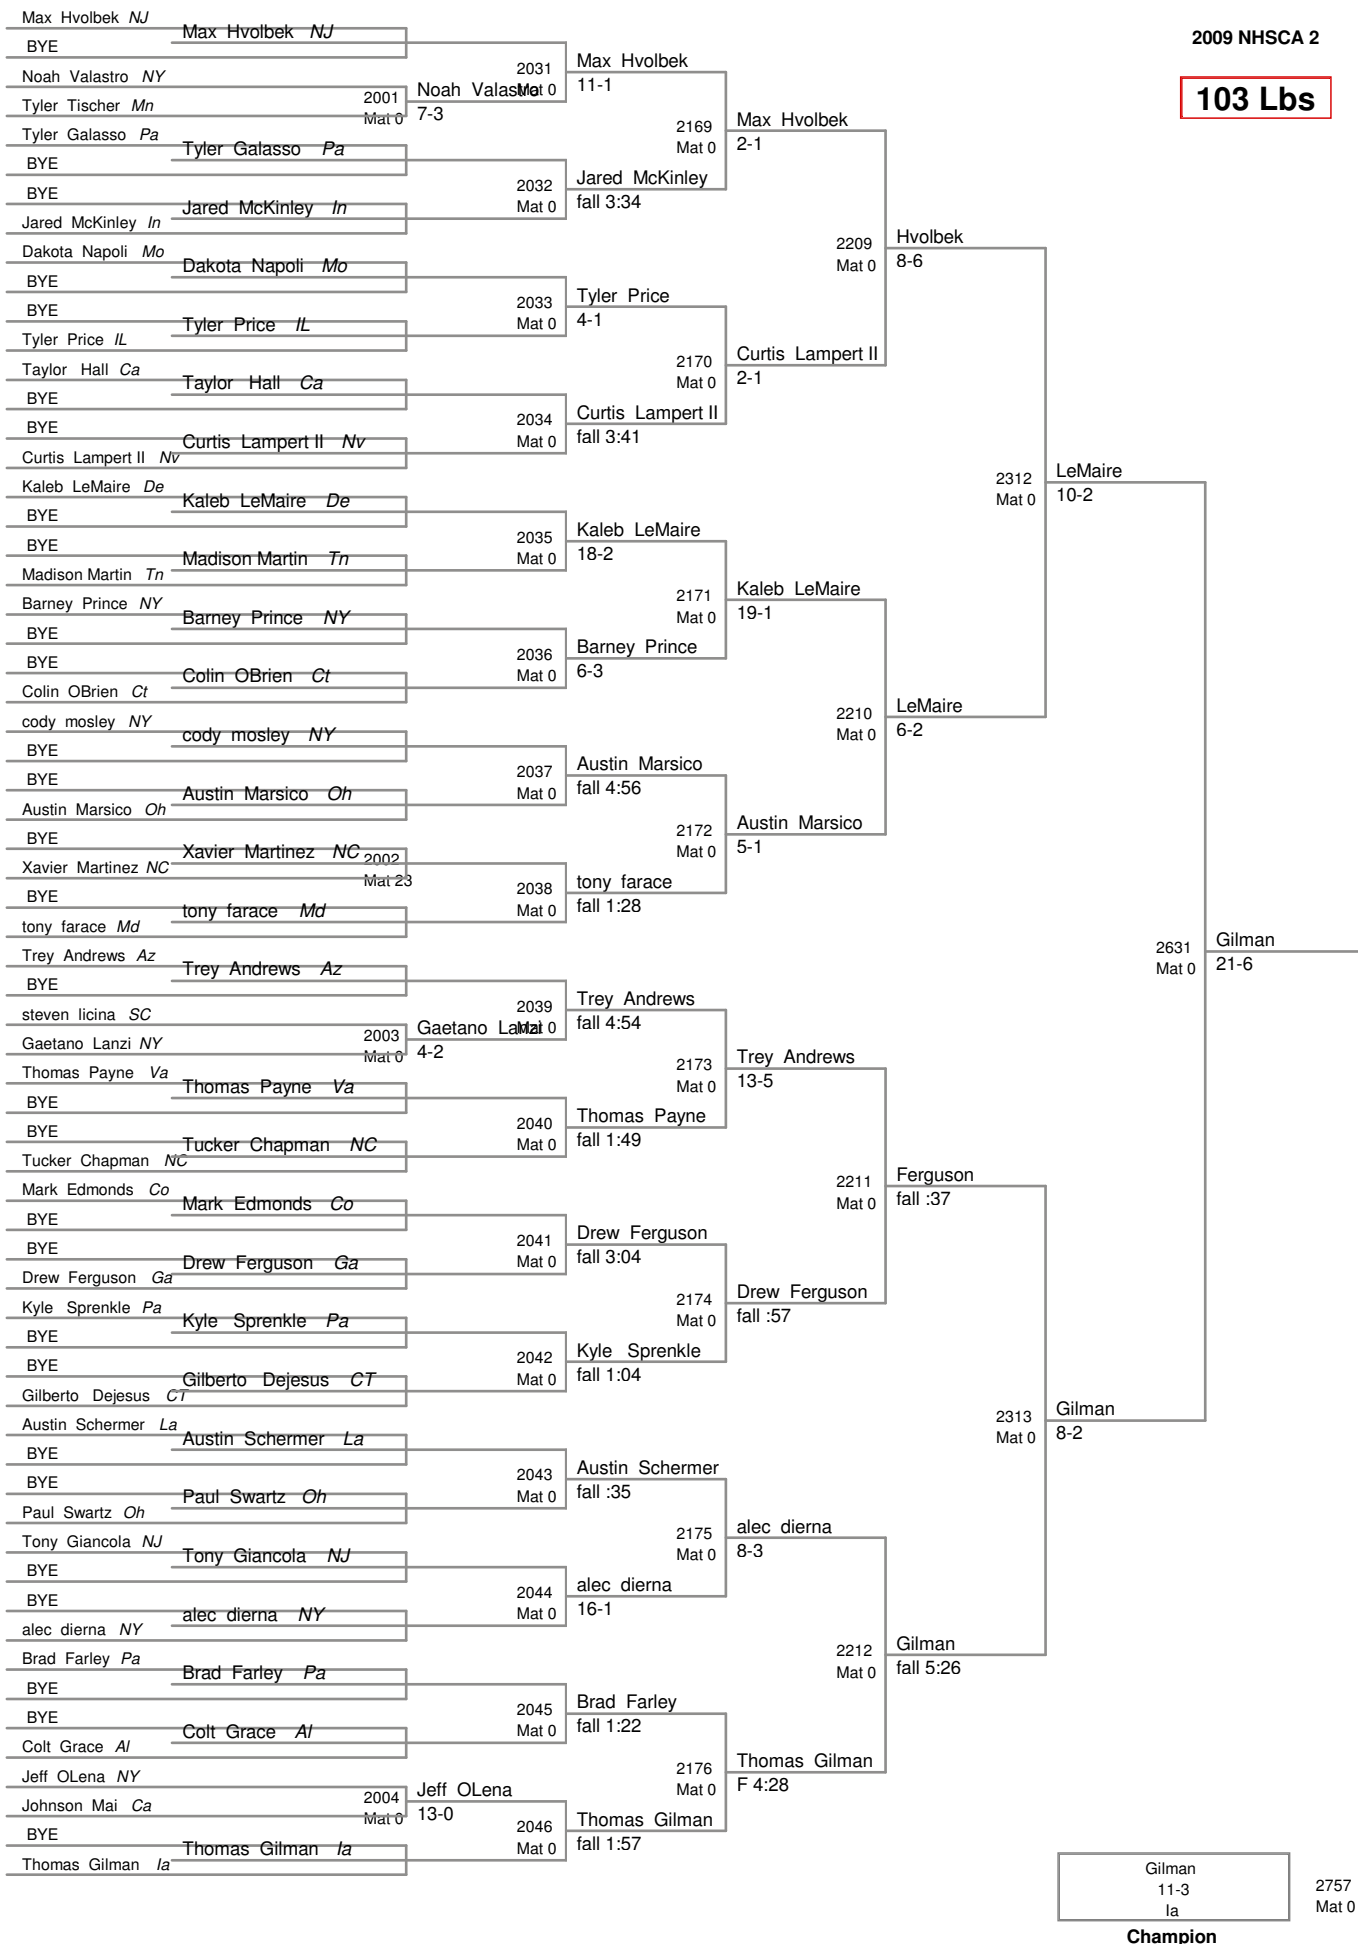 2009 NHSCA 2
103 Lbs
Max Hvolbek NJ
BYE
Noah Valastro NY
Tyler Tischer Mn
Tyler Galasso Pa
BYE
BYE
Jared McKinley In
Dakota Napoli Mo
BYE
BYE
Tyler Price IL
Taylor Hall Ca
BYE
BYE
Curtis Lampert II Nv
Kaleb LeMaire De
BYE
BYE
Madison Martin Tn
Barney Prince NY
BYE
BYE
Colin OBrien Ct
cody mosley NY
BYE
BYE
Austin Marsico Oh
BYE
Xavier Martinez NC
BYE
tony farace Md
Trey Andrews Az
BYE
steven licina SC
Gaetano Lanzi NY
Thomas Payne Va
BYE
BYE
Tucker Chapman NC
Mark Edmonds Co
BYE
BYE
Drew Ferguson Ga
Kyle Sprenkle Pa
BYE
BYE
Gilberto Dejesus CT
Austin Schermer La
BYE
BYE
Paul Swartz Oh
Tony Giancola NJ
BYE
BYE
alec dierna NY
Brad Farley Pa
BYE
BYE
Colt Grace Al
Jeff OLena NY
Johnson Mai Ca
BYE
Thomas Gilman Ia
Max Hvolbek NJ
2001
Mat 0
Noah Valastro
7-3
Tyler Galasso Pa
Jared McKinley In
Dakota Napoli Mo
Tyler Price IL
Taylor Hall Ca
Curtis Lampert II Nv
Kaleb LeMaire De
Madison Martin Tn
Barney Prince NY
Colin OBrien Ct
cody mosley NY
Austin Marsico Oh
Xavier Martinez NC
2002
Mat 23
tony farace Md
Trey Andrews Az
2003
Mat 0
Gaetano Lanzi
4-2
Thomas Payne Va
Tucker Chapman NC
Mark Edmonds Co
Drew Ferguson Ga
Kyle Sprenkle Pa
Gilberto Dejesus CT
Austin Schermer La
Paul Swartz Oh
Tony Giancola NJ
alec dierna NY
Brad Farley Pa
Colt Grace Al
2004
Mat 0
Jeff OLena
13-0
Thomas Gilman Ia
2031
Mat 0
Max Hvolbek
11-1
2032
Mat 0
Jared McKinley
fall 3:34
2033
Mat 0
Tyler Price
4-1
2034
Mat 0
Curtis Lampert II
fall 3:41
2035
Mat 0
Kaleb LeMaire
18-2
2036
Mat 0
Barney Prince
6-3
2037
Mat 0
Austin Marsico
fall 4:56
2038
Mat 0
tony farace
fall 1:28
2039
Mat 0
Trey Andrews
fall 4:54
2040
Mat 0
Thomas Payne
fall 1:49
2041
Mat 0
Drew Ferguson
fall 3:04
2042
Mat 0
Kyle Sprenkle
fall 1:04
2043
Mat 0
Austin Schermer
fall :35
2044
Mat 0
alec dierna
16-1
2045
Mat 0
Brad Farley
fall 1:22
2046
Mat 0
Thomas Gilman
fall 1:57
2169
Mat 0
Max Hvolbek
2-1
2170
Mat 0
Curtis Lampert II
2-1
2171
Mat 0
Kaleb LeMaire
19-1
2172
Mat 0
Austin Marsico
5-1
2173
Mat 0
Trey Andrews
13-5
2174
Mat 0
Drew Ferguson
fall :57
2175
Mat 0
alec dierna
8-3
2176
Mat 0
Thomas Gilman
F 4:28
2209
Mat 0
Hvolbek
8-6
2210
Mat 0
LeMaire
6-2
2211
Mat 0
Ferguson
fall :37
2212
Mat 0
Gilman
fall 5:26
2312
Mat 0
LeMaire
10-2
2313
Mat 0
Gilman
8-2
2631
Mat 0
Gilman
21-6
Gilman
11-3
Ia
Champion
2757
Mat 0